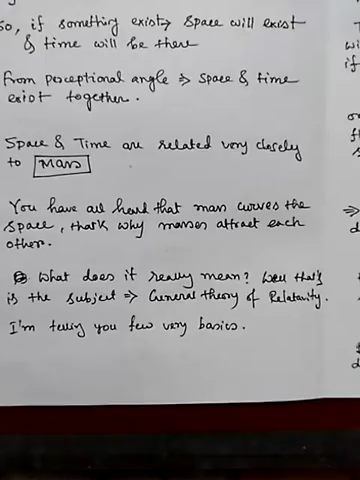 So, if something exist→ Space will exist
& time will be there
From perceptional angle ⇒ space & time
exist together.
Space & Time are related very closely
to Mass
You have all heard that mass curves the
space, that's why masses attract each
other.
What does it really mean? Well that's
is the subject ⇒ General theory of Relatavity.
I'm telling you few very basics.